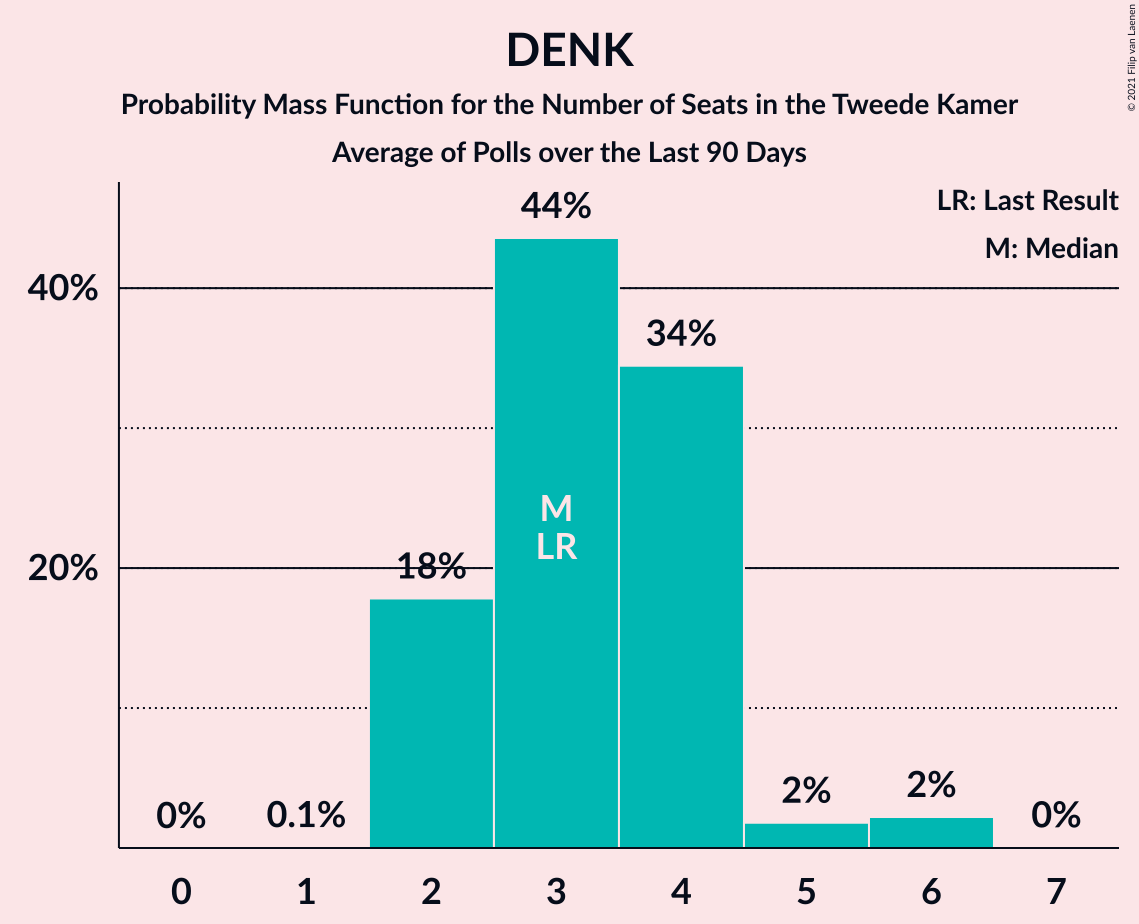 DENK
Probability Mass Function for the Number of Seats in the Tweede Kamer
Average of Polls over the Last 90 Days
© 2021 Filip van Laenen
LR: Last Result
M: Median
44%
40%
34%
M
LR
20%
18%
0%
0.1%
2%
2%
0%
0
1
2
3
4
5
6
7